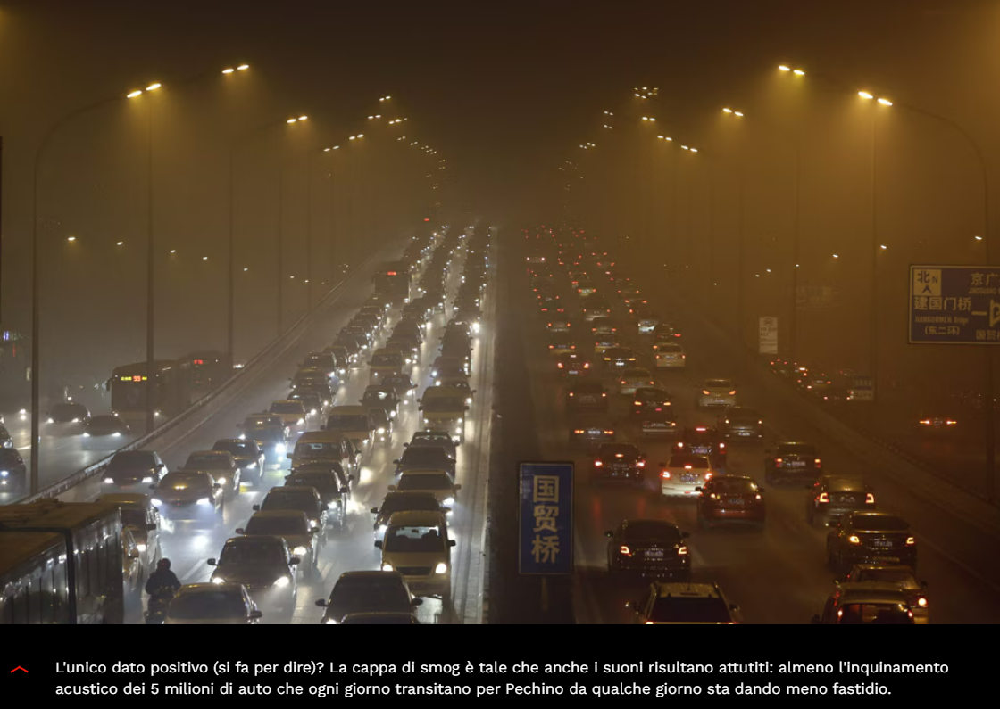 北 N
京广
建国门桥
JIANGUOMEN Bridge
(东二环)
国贸
国
贸
桥
L'unico dato positivo (si fa per dire)? La cappa di smog è tale che anche i suoni risultano attutiti: almeno l'inquinamento
acustico dei 5 milioni di auto che ogni giorno transitano per Pechino da qualche giorno sta dando meno fastidio.